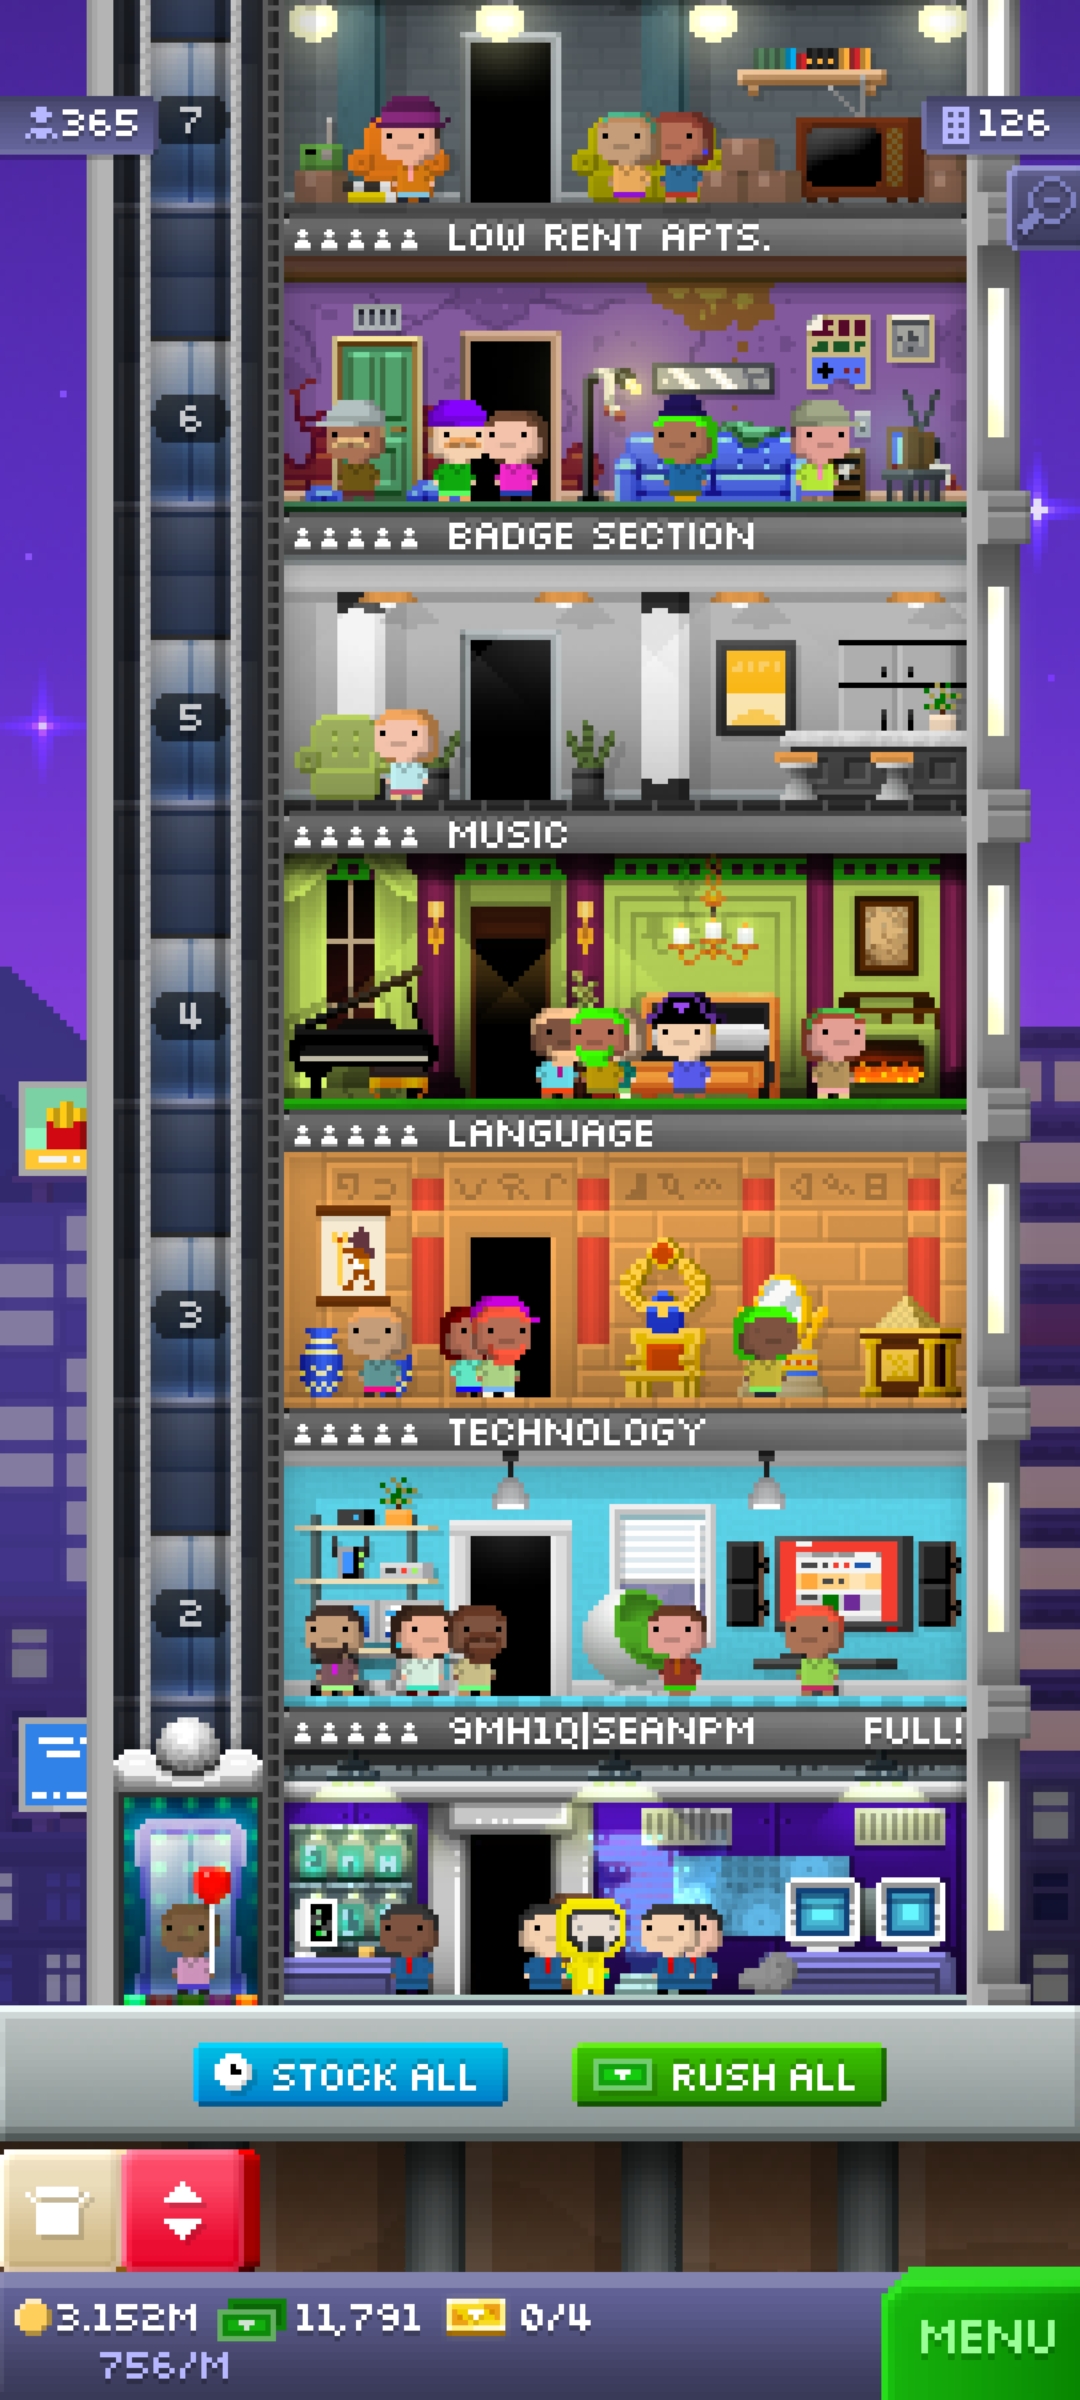 365
7
126
LOW RENT APTS.
6
BADGE SECTION
5
MUSIC
4
LANGUAGE
3
TECHNOLOGY
2
9MH1Q|SEANPM FULL!
STOCK ALL
RUSH ALL
3.152M 11,791 0/4
756/M
MENU